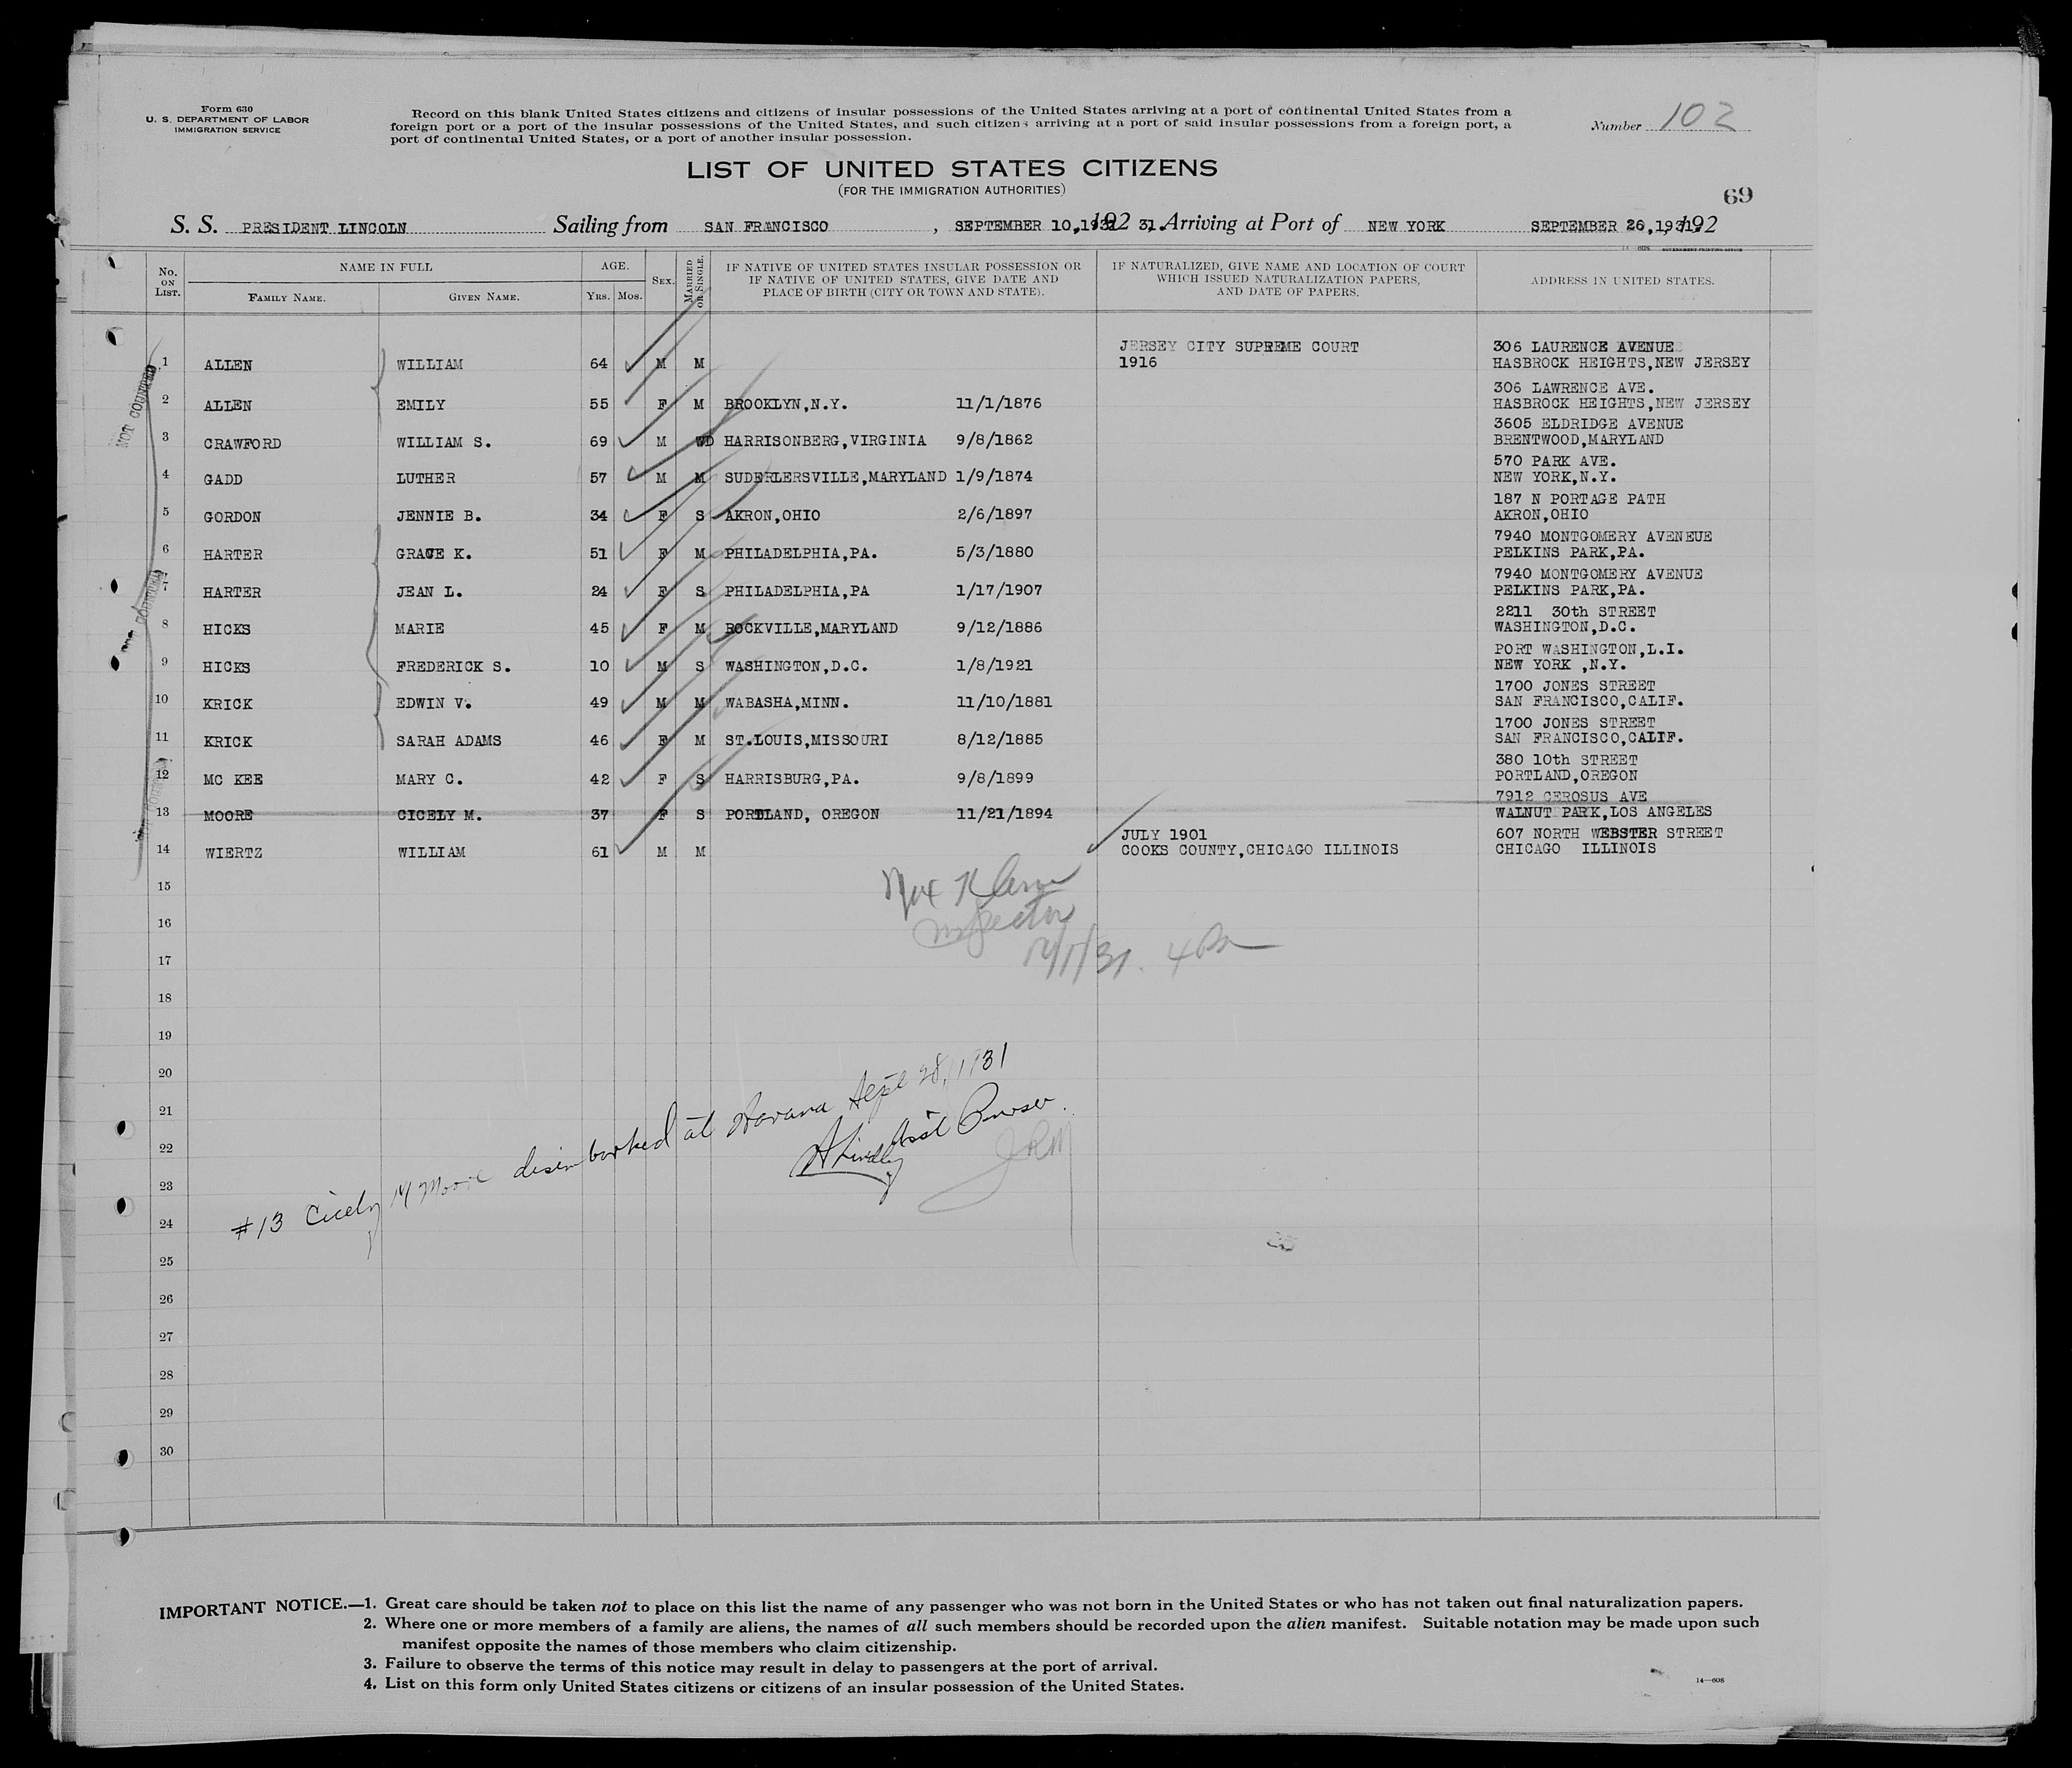 Form 630
U. S. DEPARTMENT OF LABOR
IMMIGRATION SERVICE
Record on this blank United States citizens and citizens of insular possessions of the United States arriving at a port of continental United States from a
foreign port or a port of the insular possessions of the United States, and such citizens arriving at a port of said insular possessions from a foreign port, a
port of continental United States, or a port of another insular possession.
Number 102
LIST OF UNITED STATES CITIZENS
(FOR THE IMMIGRATION AUTHORITIES)
69
S. S. PRESIDENT LINCOLN Sailing from SAN FRANCISCO , SEPTEMBER 10,1931 192 31. Arriving at Port of NEW YORK SEPTEMBER 26,1931. 192
No. ON LIST. NAME IN FULL AGE. SEX. MARRIED OR SINGLE. IF NATIVE OF UNITED STATES INSULAR POSSESSION OR IF NATIVE OF UNITED STATES, GIVE DATE AND PLACE OF BIRTH (CITY OR TOWN AND STATE). IF NATURALIZED, GIVE NAME AND LOCATION OF COURT WHICH ISSUED NATURALIZATION PAPERS, AND DATE OF PAPERS. ADDRESS IN UNITED STATES.
FAMILY NAME. GIVEN NAME. YRS. MOS.
NOT COUNTED
JERSEY CITY SUPREME COURT 306 LAURENCE AVENUE
1 ALLEN WILLIAM 64 M M 1916 HASBROCK HEIGHTS,NEW JERSEY
306 LAWRENCE AVE.
2 ALLEN EMILY 55 F M BROOKLYN,N.Y. 11/1/1876 HASBROCK HEIGHTS,NEW JERSEY
3605 ELDRIDGE AVENUE
3 CRAWFORD WILLIAM S. 69 M WD HARRISONBERG,VIRGINIA 9/8/1862 BRENTWOOD,MARYLAND
570 PARK AVE.
4 GADD LUTHER 57 M M SUDERLERSVILLE,MARYLAND 1/9/1874 NEW YORK,N.Y.
187 N PORTAGE PATH
5 GORDON JENNIE B. 34 F S AKRON,OHIO 2/6/1897 AKRON,OHIO
7940 MONTGOMERY AVENEUE
6 HARTER GRACE K. 51 F M PHILADELPHIA,PA. 5/3/1880 PELKINS PARK,PA.
7940 MONTGOMERY AVENUE
7 HARTER JEAN L. 24 F S PHILADELPHIA,PA 1/17/1907 PELKINS PARK,PA.
2211 30th STREET
8 HICKS MARIE 45 F M ROCKVILLE,MARYLAND 9/12/1886 WASHINGTON,D.C.
PORT WASHINGTON,L.I.
9 HICKS FREDERICK S. 10 M S WASHINGTON,D.C. 1/8/1921 NEW YORK ,N.Y.
1700 JONES STREET
10 KRICK EDWIN V. 49 M M WABASHA,MINN. 11/10/1881 SAN FRANCISCO,CALIF.
1700 JONES STREET
11 KRICK SARAH ADAMS 46 F M ST.LOUIS,MISSOURI 8/12/1885 SAN FRANCISCO,CALIF.
380 10th STREET
12 MC KEE MARY C. 42 F S HARRISBURG,PA. 9/8/1899 PORTLAND,OREGON
7912 CEROSUS AVE
13 MOORE CICELY M. 37 F S PORTLAND, OREGON 11/21/1894 WALNUT PARK,LOS ANGELES
JULY 1901 607 NORTH WEBSTER STREET
14 WIERTZ WILLIAM 61 M M COOKS COUNTY,CHICAGO ILLINOIS CHICAGO ILLINOIS
15
Inspector
16
17
18
19
20
21
22
23
24
25
26
27
28
29
30
#13 Cicely M Moore disembarked at Havana Sept 28, 1931
Asst Purser.
JRM
IMPORTANT NOTICE.—1. Great care should be taken not to place on this list the name of any passenger who was not born in the United States or who has not taken out final naturalization papers.
2. Where one or more members of a family are aliens, the names of all such members should be recorded upon the alien manifest. Suitable notation may be made upon such
manifest opposite the names of those members who claim citizenship.
3. Failure to observe the terms of this notice may result in delay to passengers at the port of arrival.
4. List on this form only United States citizens or citizens of an insular possession of the United States.
14—608